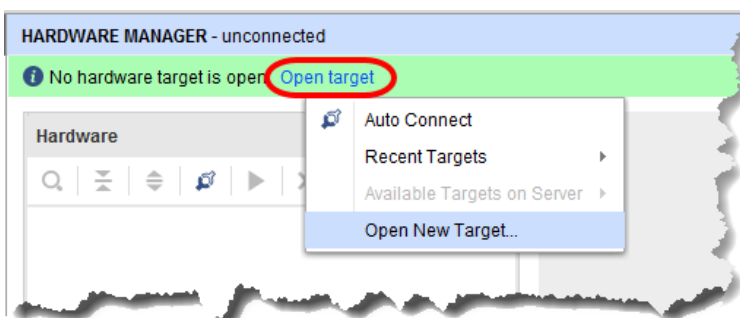 HARDWARE MANAGER - unconnected
No hardware target is open Open target
Hardware
Auto Connect
Recent Targets
Available Targets on Server
Open New Target...